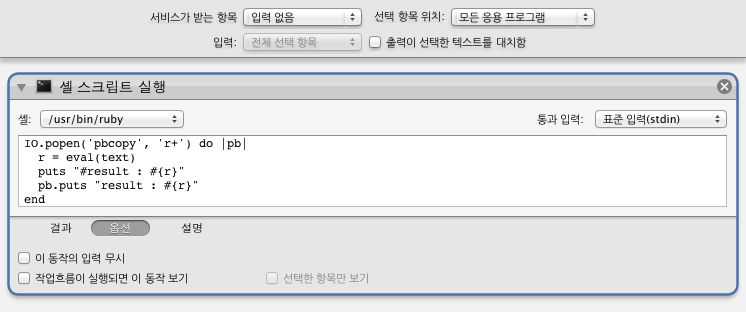 서비스가 받는 항목 입력 없음 선택 항목 위치: 모든 응용 프로그램
입력: 전체 선택 항목 출력이 선택한 텍스트를 대치함
셸 스크립트 실행
셸: /usr/bin/ruby 통과 입력: 표준 입력(stdin)
IO.popen('pbcopy', 'r+') do |pb|
  r = eval(text)
  puts "#result : #{r}"
  pb.puts "result : #{r}"
end
결과 옵션 설명
이 동작의 입력 무시
작업흐름이 실행되면 이 동작 보기 선택한 항목만 보기